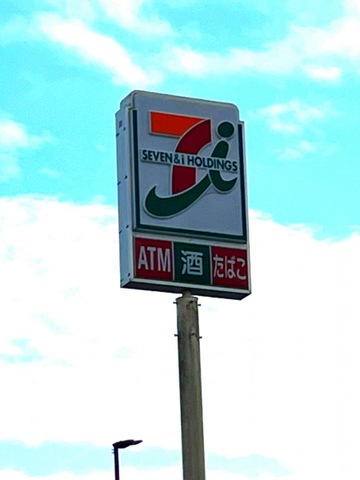 SEVEN & i HOLDINGS
ATM 酒 たばこ